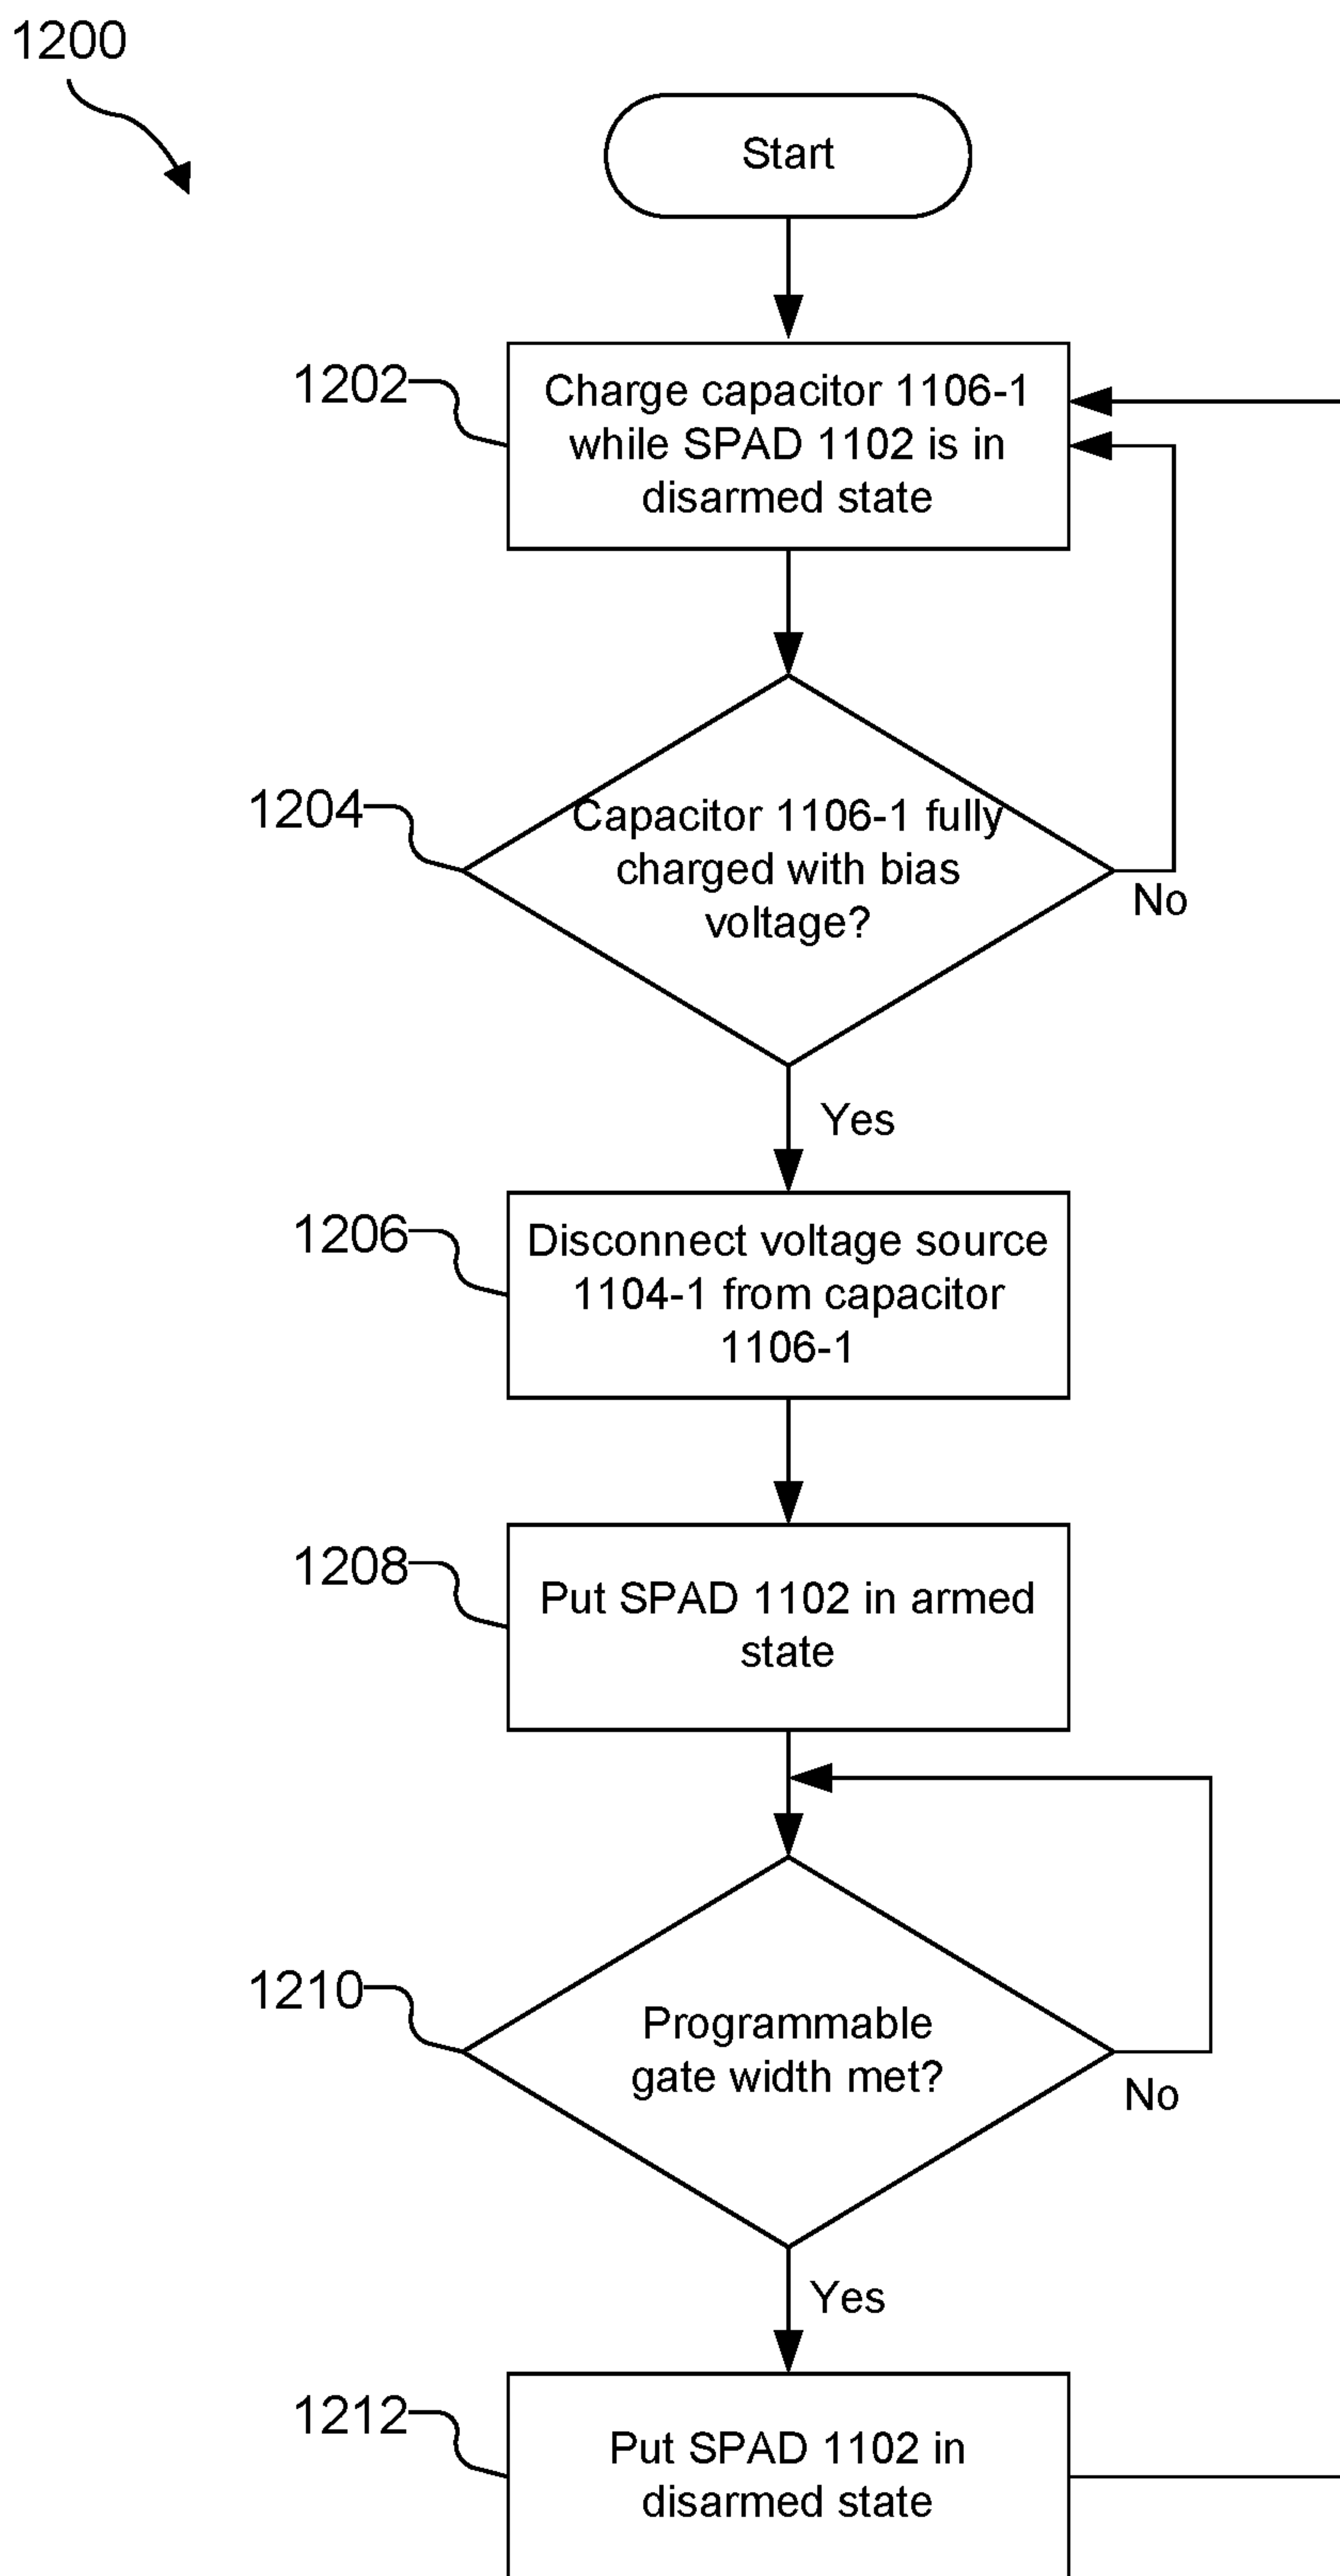 1200
Start
1202
Charge capacitor 1106-1
while SPAD 1102 is in
disarmed state
1204
Capacitor 1106-1 fully
charged with bias
voltage?
No
Yes
1206
Disconnect voltage source
1104-1 from capacitor
1106-1
1208
Put SPAD 1102 in armed
state
1210
Programmable
gate width met?
No
Yes
1212
Put SPAD 1102 in
disarmed state